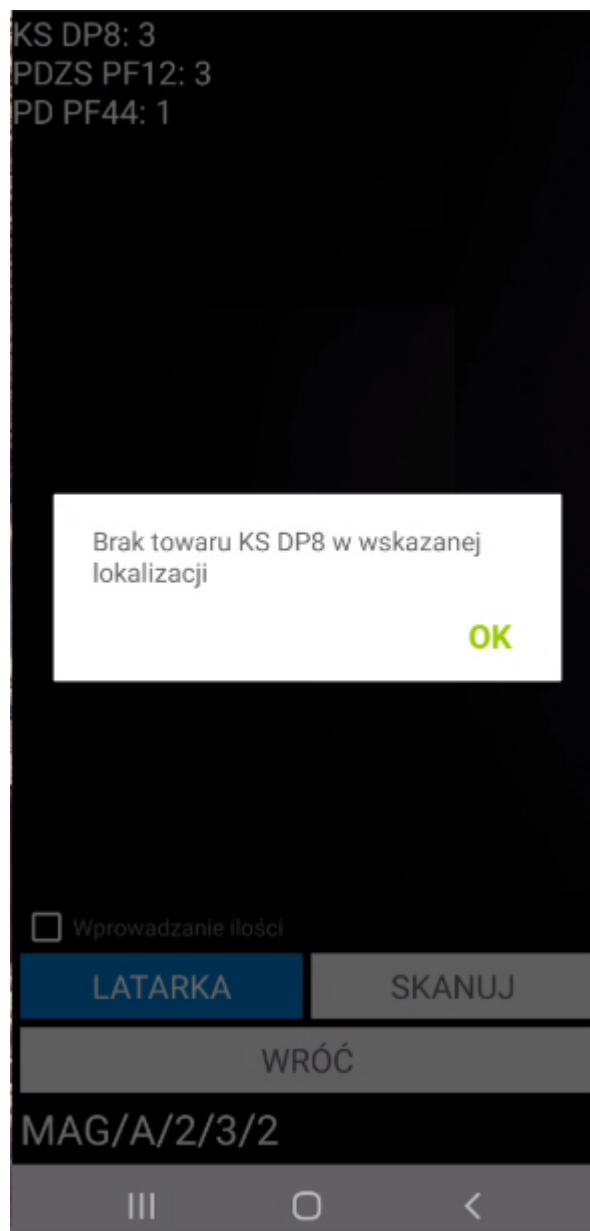 KS DP8: 3
PDZS PF12: 3
PD PF44: 1
Brak towaru KS DP8 w wskazanej
lokalizacji
OK
Wprowadzanie ilości
LATARKA
SKANUJ
WRÓĆ
MAG/A/2/3/2